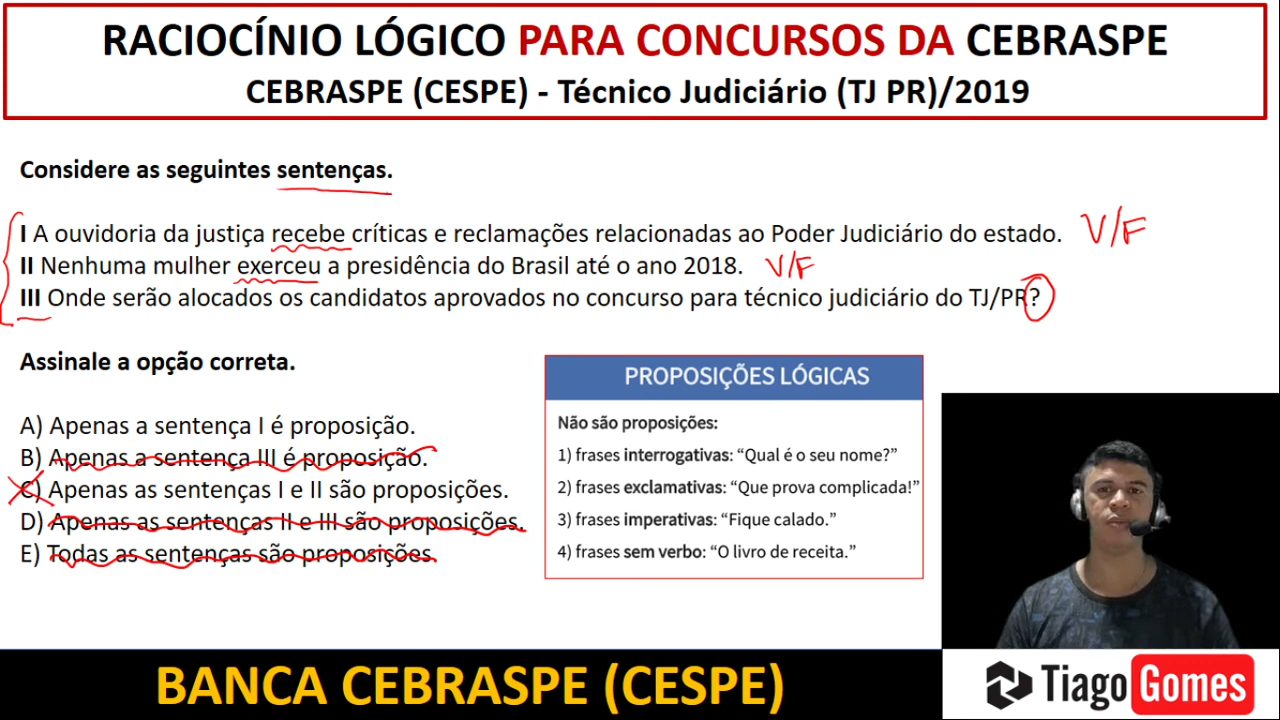 RACIOCÍNIO LÓGICO PARA CONCURSOS DA CEBRASPE
CEBRASPE (CESPE) - Técnico Judiciário (TJ PR)/2019
Considere as seguintes sentenças.
I A ouvidoria da justiça recebe críticas e reclamações relacionadas ao Poder Judiciário do estado. V/F
II Nenhuma mulher exerceu a presidência do Brasil até o ano 2018. V/F
III Onde serão alocados os candidatos aprovados no concurso para técnico judiciário do TJ/PR?
Assinale a opção correta.
A) Apenas a sentença I é proposição.
B) Apenas a sentença III é proposição.
C) Apenas as sentenças I e II são proposições.
D) Apenas as sentenças II e III são proposições.
E) Todas as sentenças são proposições.
PROPOSIÇÕES LÓGICAS
Não são proposições:
1) frases interrogativas: “Qual é o seu nome?”
2) frases exclamativas: “Que prova complicada!”
3) frases imperativas: “Fique calado.”
4) frases sem verbo: “O livro de receita.”
BANCA CEBRASPE (CESPE)
Tiago Gomes